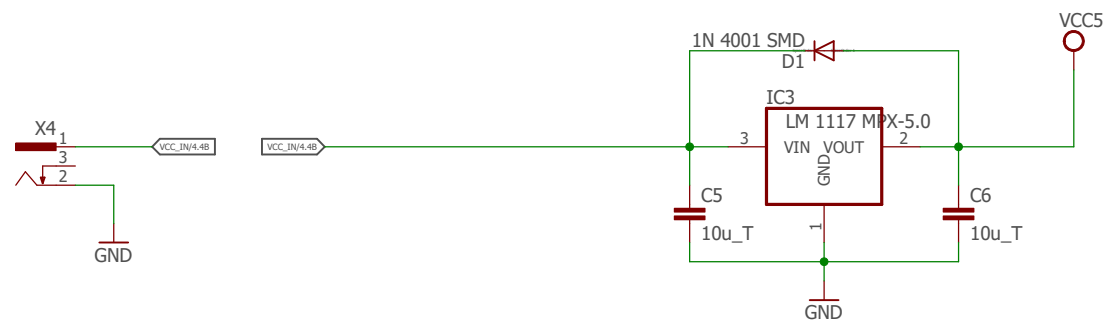 VCC5
1N 4001 SMD
D1
IC3
LM 1117 MPX-5.0
X4
1
VCC_IN/4.4B
VCC_IN/4.4B
3
VIN VOUT
2
GND
3
2
C5
C6
10u_T
1
10u_T
GND
GND